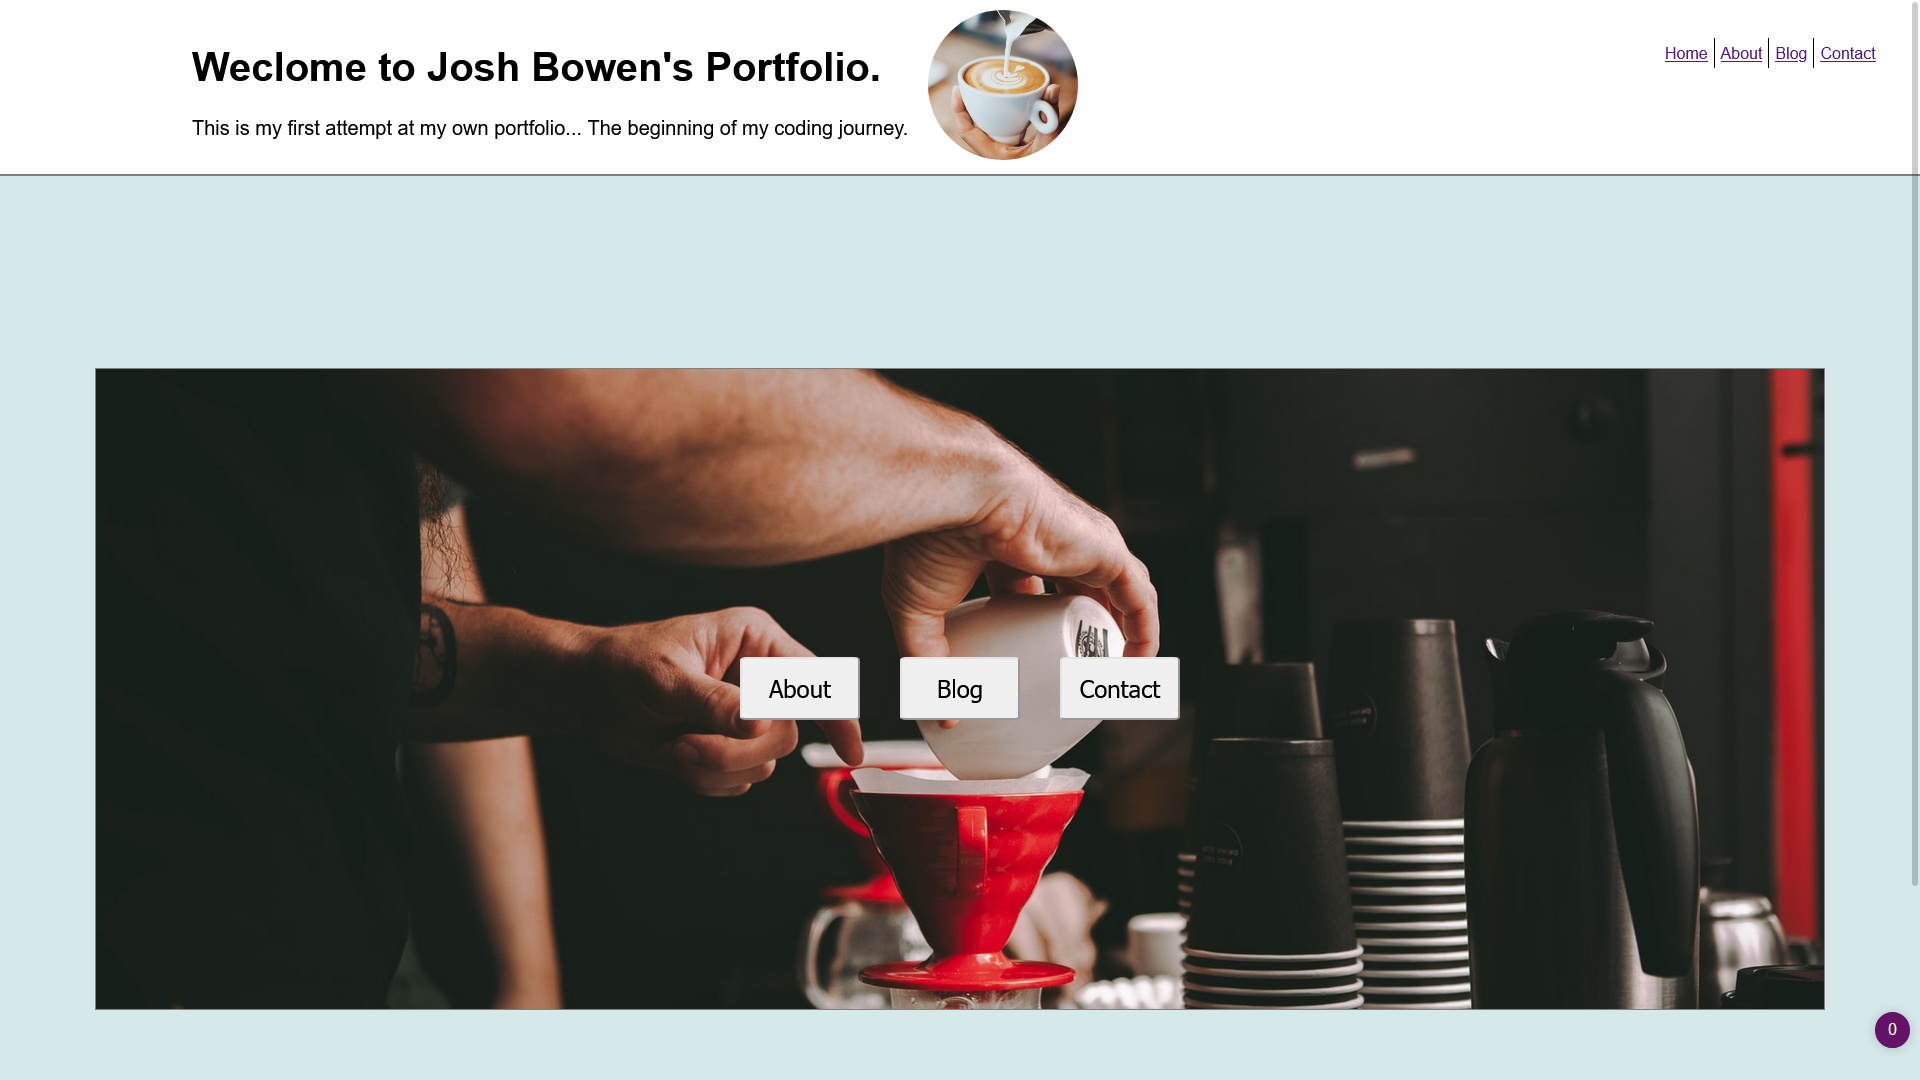 Weclome to Josh Bowen's Portfolio.
This is my first attempt at my own portfolio... The beginning of my coding journey.
Home About Blog Contact
About Blog Contact
0